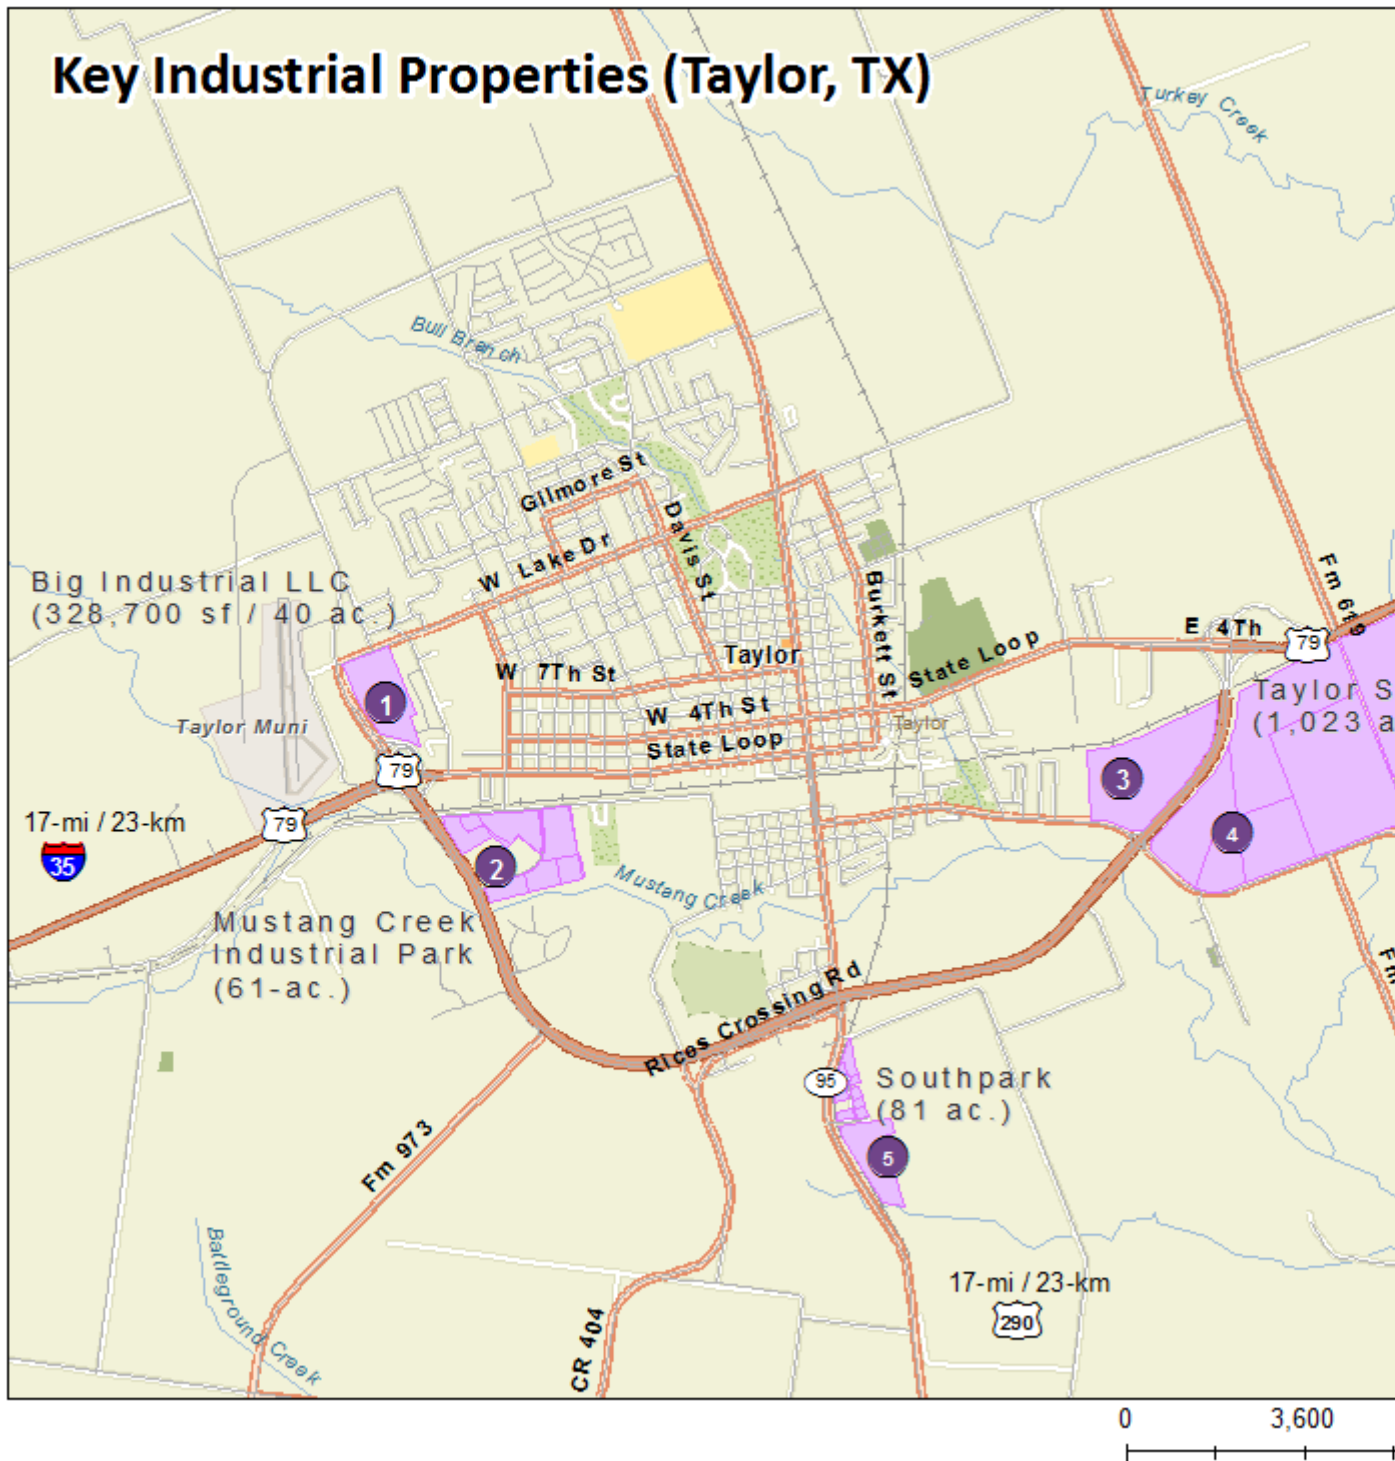 Key Industrial Properties (Taylor, TX)
Turkey Creek
Bull Branch
Gilmore St
Davis St
W Lake Dr
Burkett St
Fm 619
Big Industrial LLC
(328,700 sf / 40 ac.)
E 4Th
79
State Loop
Taylor
W 7Th St
W 4Th St
State Loop
Taylor
Taylor S
(1,023 a
1
Taylor Muni
79
3
79
17-mi / 23-km
35
4
2
Mustang Creek
Mustang Creek
Industrial Park
(61-ac.)
Fm
Rices Crossing Rd
95
Southpark
(81 ac.)
5
Fm 973
Battleground Creek
17-mi / 23-km
290
CR 404
0 3,600